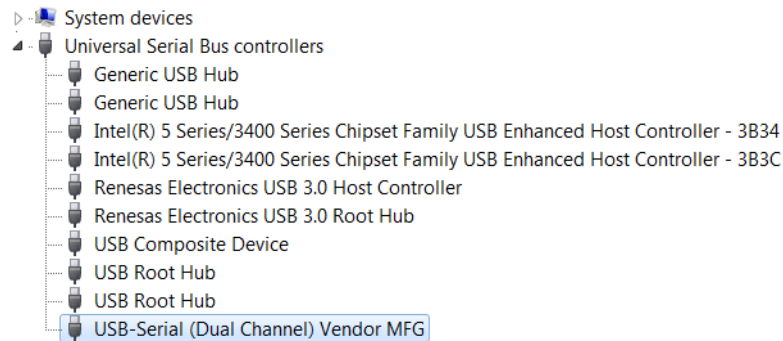 System devices
Universal Serial Bus controllers
Generic USB Hub
Generic USB Hub
Intel(R) 5 Series/3400 Series Chipset Family USB Enhanced Host Controller - 3B34
Intel(R) 5 Series/3400 Series Chipset Family USB Enhanced Host Controller - 3B3C
Renesas Electronics USB 3.0 Host Controller
Renesas Electronics USB 3.0 Root Hub
USB Composite Device
USB Root Hub
USB Root Hub
USB-Serial (Dual Channel) Vendor MFG